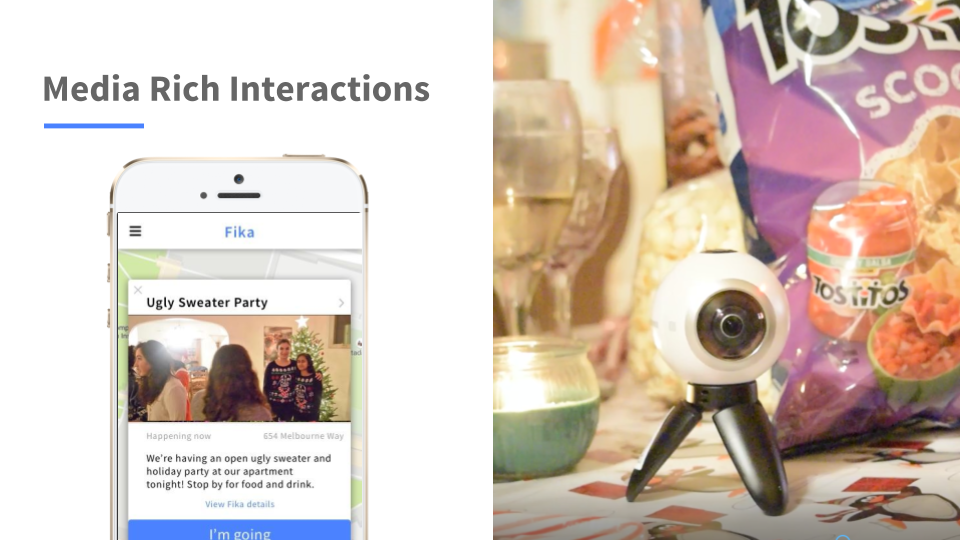 Media Rich Interactions
Fika
Ugly Sweater Party
Happening now 654 Melbourne Way
We're having an open ugly sweater and
holiday party at our apartment
tonight! Stop by for food and drink.
View Fika details
I'm going
TOSTITOS